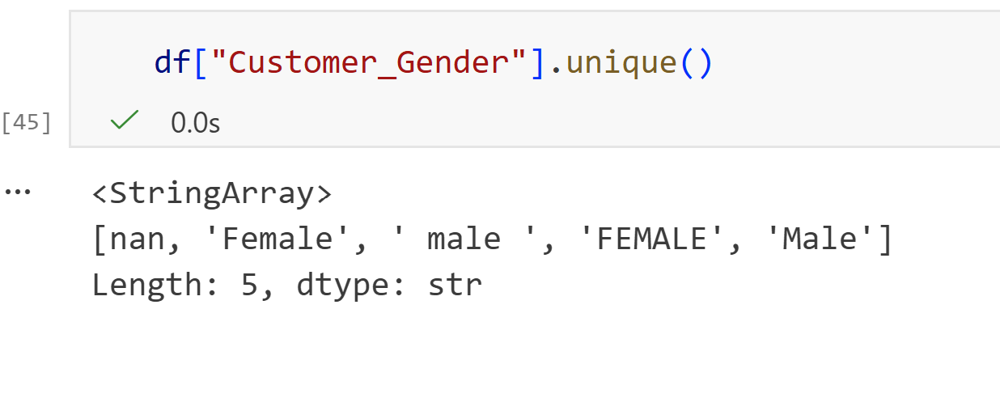 df["Customer_Gender"].unique()
[45]
0.0s
...
<StringArray>
[nan, 'Female', ' male ', 'FEMALE', 'Male']
Length: 5, dtype: str